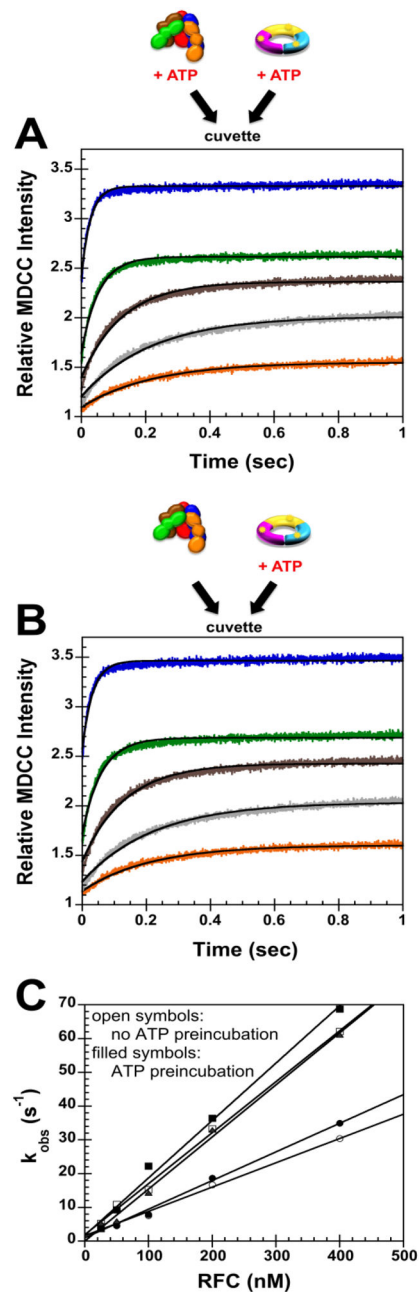 + ATP + ATP
cuvette
A
3.5
3
2.5
2
1.5
1
Relative MDCC Intensity
0 0.2 0.4 0.6 0.8 1
Time (sec)
+ ATP
cuvette
B
3.5
3
2.5
2
1.5
1
Relative MDCC Intensity
0 0.2 0.4 0.6 0.8 1
Time (sec)
C
70
60
50
40
30
20
10
0
k_obs (s⁻¹)
open symbols:
no ATP preincubation
filled symbols:
ATP preincubation
0 100 200 300 400 500
RFC (nM)